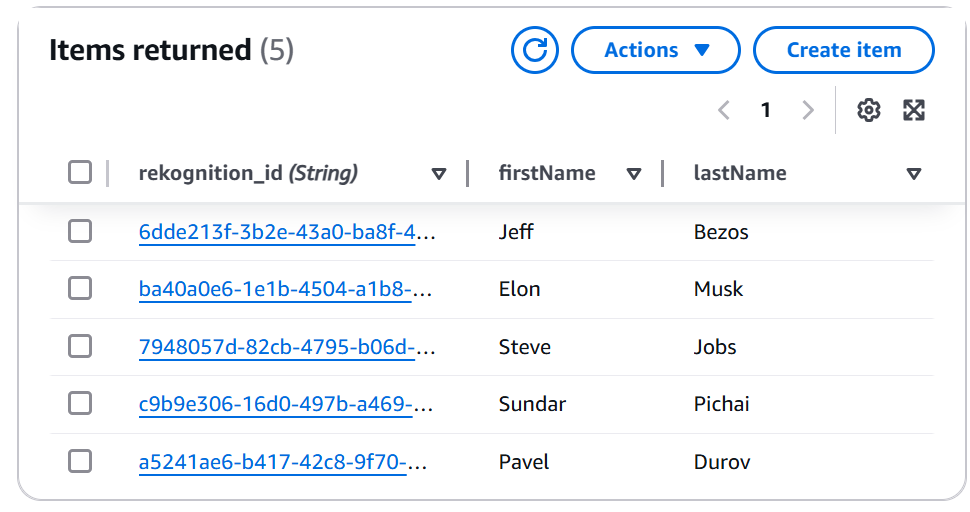 Items returned (5) Actions Create item
1
rekognition_id (String) firstName lastName
6dde213f-3b2e-43a0-ba8f-4... Jeff Bezos
ba40a0e6-1e1b-4504-a1b8-... Elon Musk
7948057d-82cb-4795-b06d-... Steve Jobs
c9b9e306-16d0-497b-a469-... Sundar Pichai
a5241ae6-b417-42c8-9f70-... Pavel Durov